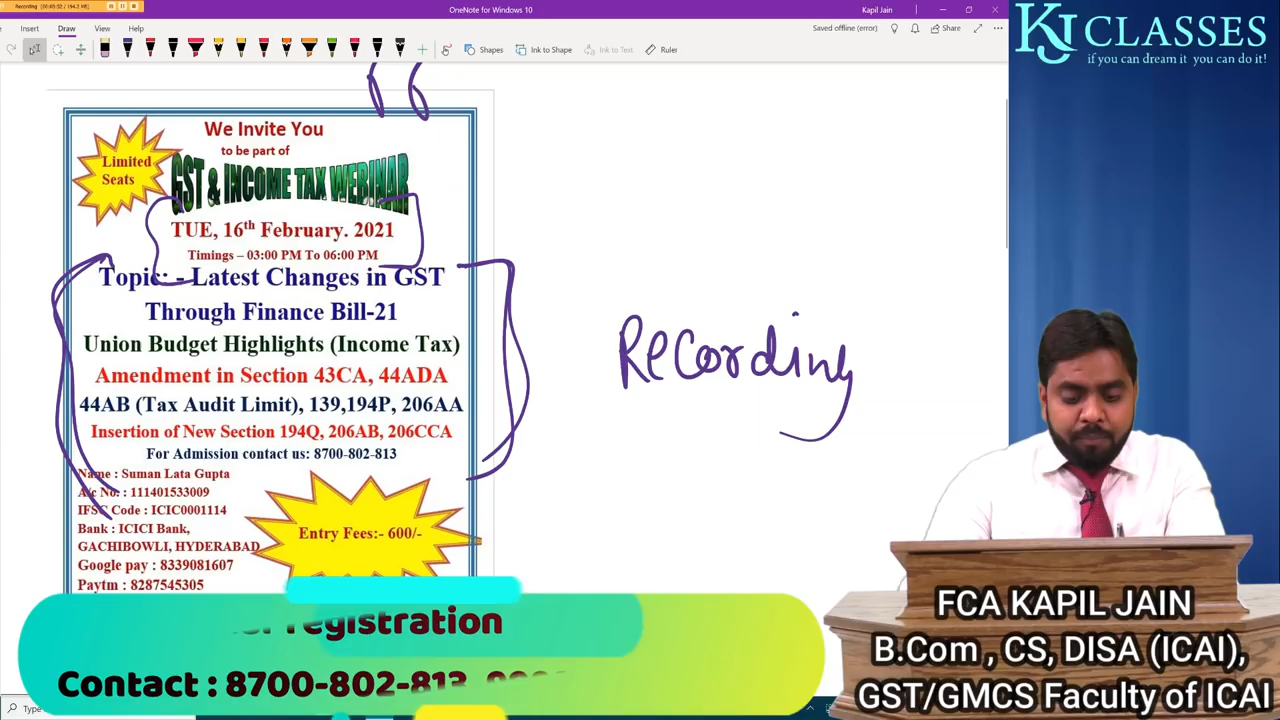 Recording
OneNote for Windows 10
Kapil Jain
Insert Draw View Help
Saved offline (error)
Share
Shapes
Ink to Shape
Ink to Text
Ruler
KJ CLASSES
if you can dream it you can do it!
We Invite You
to be part of
Limited
Seats
GST & INCOME TAX WEBINAR
TUE, 16th February. 2021
Timings – 03:00 PM To 06:00 PM
Topic: - Latest Changes in GST
Through Finance Bill-21
Union Budget Highlights (Income Tax)
Amendment in Section 43CA, 44ADA
44AB (Tax Audit Limit), 139,194P, 206AA
Insertion of New Section 194Q, 206AB, 206CCA
For Admission contact us: 8700-802-813
Name : Suman Lata Gupta
A/c No. : 111401533009
IFSC Code : ICIC0001114
Bank : ICICI Bank,
GACHIBOWLI, HYDERABAD
Google pay : 8339081607
Paytm : 8287545305
Entry Fees:- 600/-
Recording
registration
Contact : 8700-802-813
Type
FCA KAPIL JAIN
B.Com , CS, DISA (ICAI),
GST/GMCS Faculty of ICAI